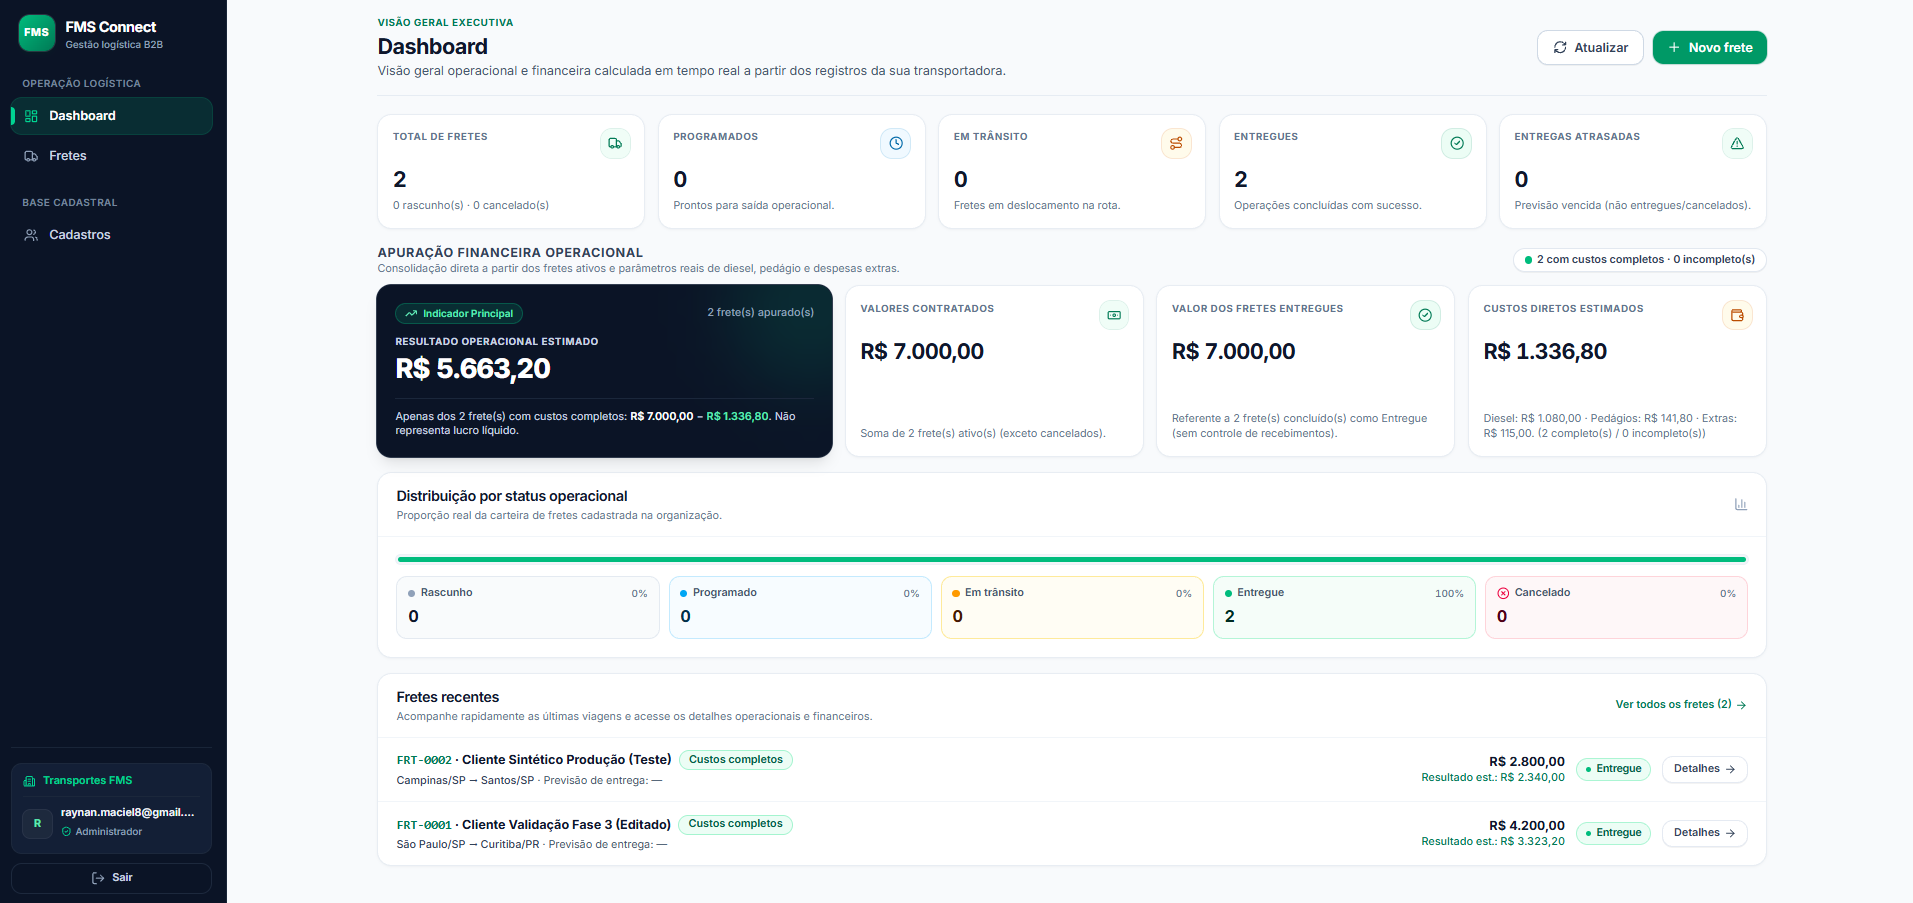 FMS
FMS Connect
Gestão logística B2B
OPERAÇÃO LOGÍSTICA
Dashboard
Fretes
BASE CADASTRAL
Cadastros
Transportes FMS
R
raynan.maciel8@gmail....
Administrador
Sair
VISÃO GERAL EXECUTIVA
Dashboard
Visão geral operacional e financeira calculada em tempo real a partir dos registros da sua transportadora.
Atualizar
+ Novo frete
TOTAL DE FRETES
2
0 rascunho(s) · 0 cancelado(s)
PROGRAMADOS
0
Prontos para saída operacional.
EM TRÂNSITO
0
Fretes em deslocamento na rota.
ENTREGUES
2
Operações concluídas com sucesso.
ENTREGAS ATRASADAS
0
Previsão vencida (não entregues/cancelados).
APURAÇÃO FINANCEIRA OPERACIONAL
Consolidação direta a partir dos fretes ativos e parâmetros reais de diesel, pedágio e despesas extras.
2 com custos completos · 0 incompleto(s)
Indicador Principal
2 frete(s) apurado(s)
RESULTADO OPERACIONAL ESTIMADO
R$ 5.663,20
Apenas dos 2 frete(s) com custos completos: R$ 7.000,00 − R$ 1.336,80. Não
representa lucro líquido.
VALORES CONTRATADOS
R$ 7.000,00
Soma de 2 frete(s) ativo(s) (exceto cancelados).
VALOR DOS FRETES ENTREGUES
R$ 7.000,00
Referente a 2 frete(s) concluído(s) como Entregue
(sem controle de recebimentos).
CUSTOS DIRETOS ESTIMADOS
R$ 1.336,80
Diesel: R$ 1.080,00 · Pedágios: R$ 141,80 · Extras:
R$ 115,00. (2 completo(s) / 0 incompleto(s))
Distribuição por status operacional
Proporção real da carteira de fretes cadastrada na organização.
Rascunho 0%
0
Programado 0%
0
Em trânsito 0%
0
Entregue 100%
2
Cancelado 0%
0
Fretes recentes
Acompanhe rapidamente as últimas viagens e acesse os detalhes operacionais e financeiros.
Ver todos os fretes (2) →
FRT-0002 · Cliente Sintético Produção (Teste) Custos completos
Campinas/SP → Santos/SP · Previsão de entrega: —
R$ 2.800,00
Resultado est.: R$ 2.340,00
Entregue
Detalhes →
FRT-0001 · Cliente Validação Fase 3 (Editado) Custos completos
São Paulo/SP → Curitiba/PR · Previsão de entrega: —
R$ 4.200,00
Resultado est.: R$ 3.323,20
Entregue
Detalhes →